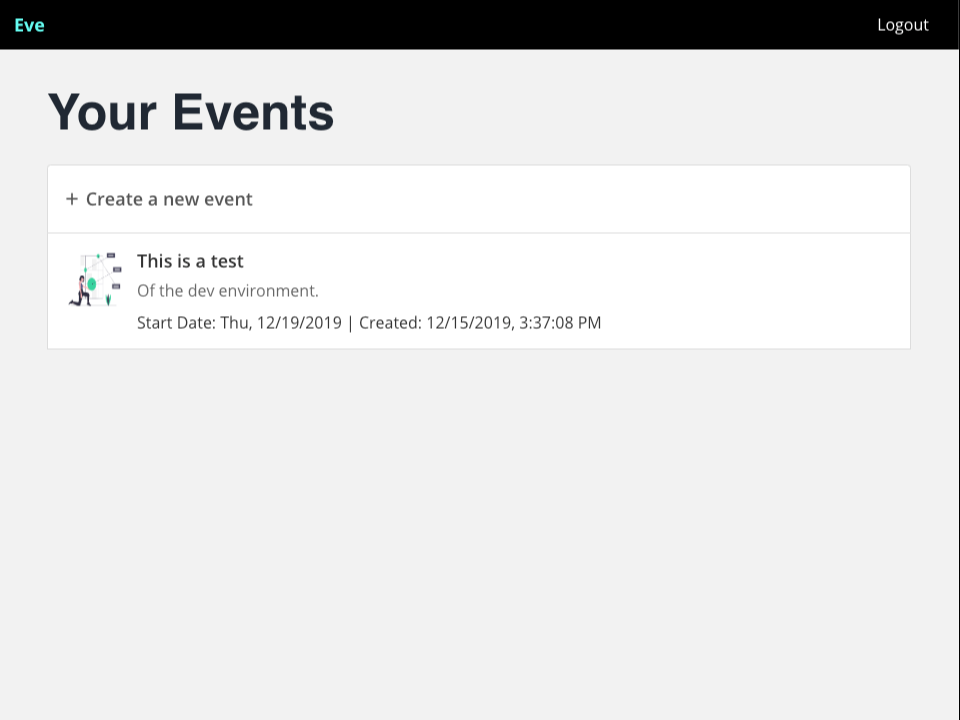 Eve
Logout
Your Events
+ Create a new event
This is a test
Of the dev environment.
Start Date: Thu, 12/19/2019 | Created: 12/15/2019, 3:37:08 PM